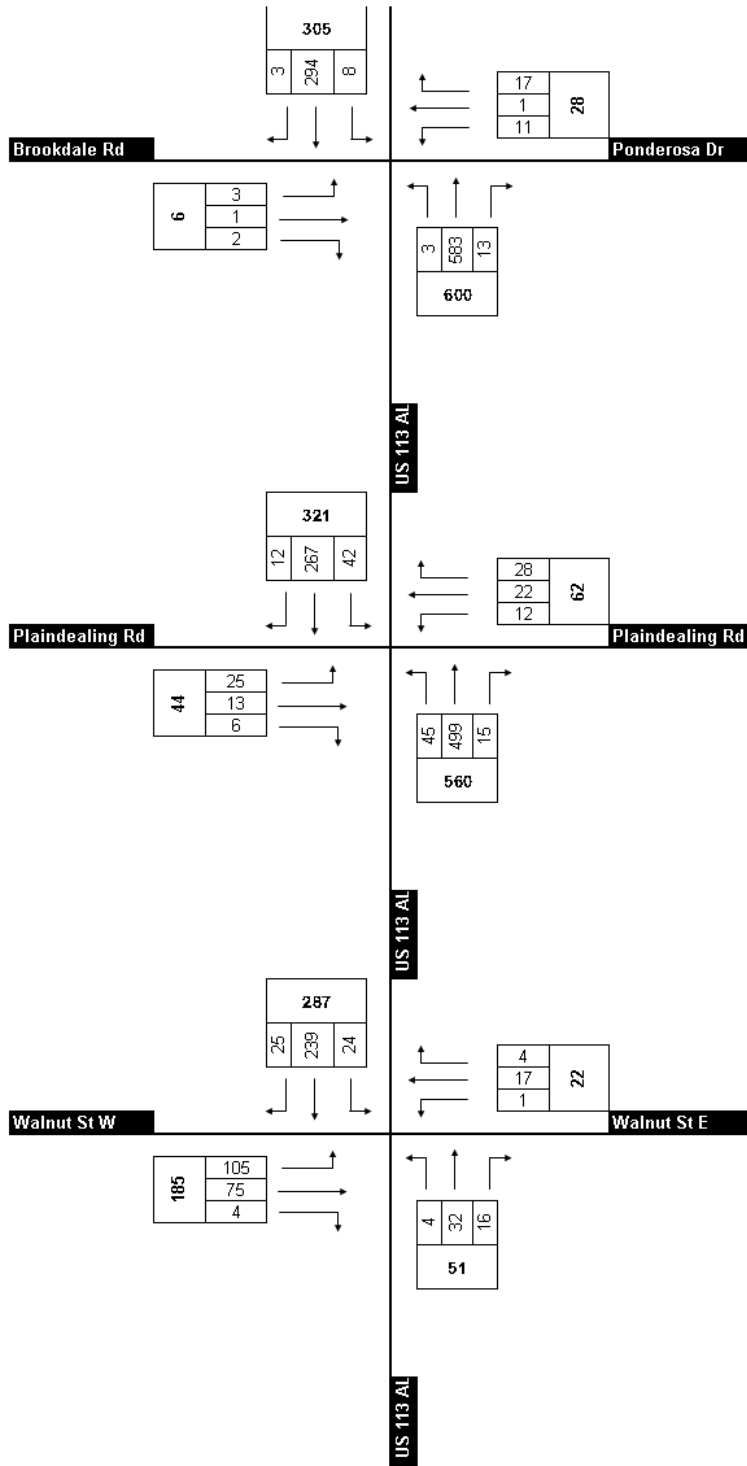 305
3 294 8
17
1
11
28
Brookdale Rd
Ponderosa Dr
6
3
1
2
3 583 13
600
US 113 AL
321
12 267 42
28
22
12
62
Plaindealing Rd
Plaindealing Rd
44
25
13
6
45 499 15
560
US 113 AL
287
25 239 24
4
17
1
22
Walnut St W
Walnut St E
185
105
75
4
4 32 16
51
US 113 AL